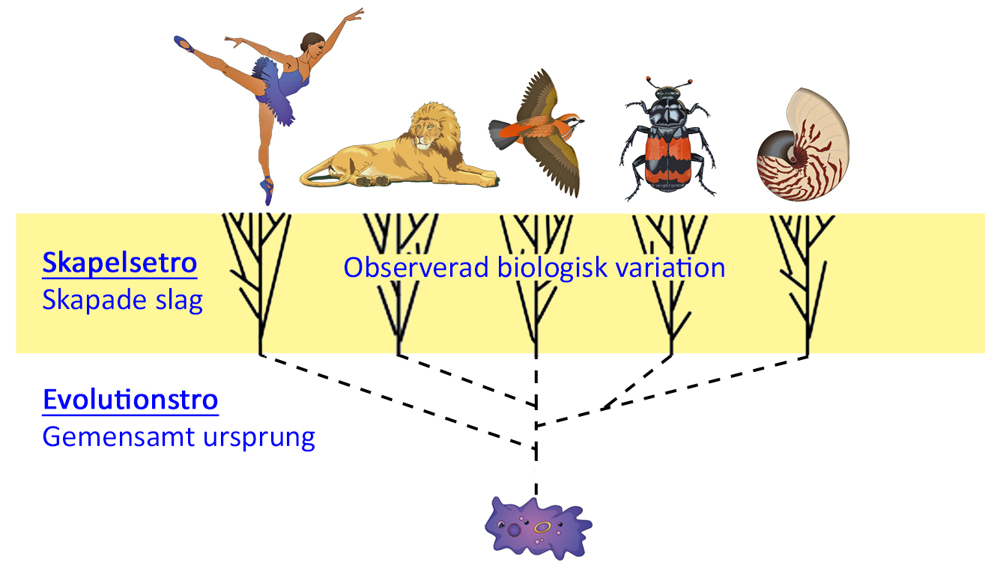 Skapelsetro
Skapade slag
Observerad biologisk variation
Evolutionstro
Gemensamt ursprung